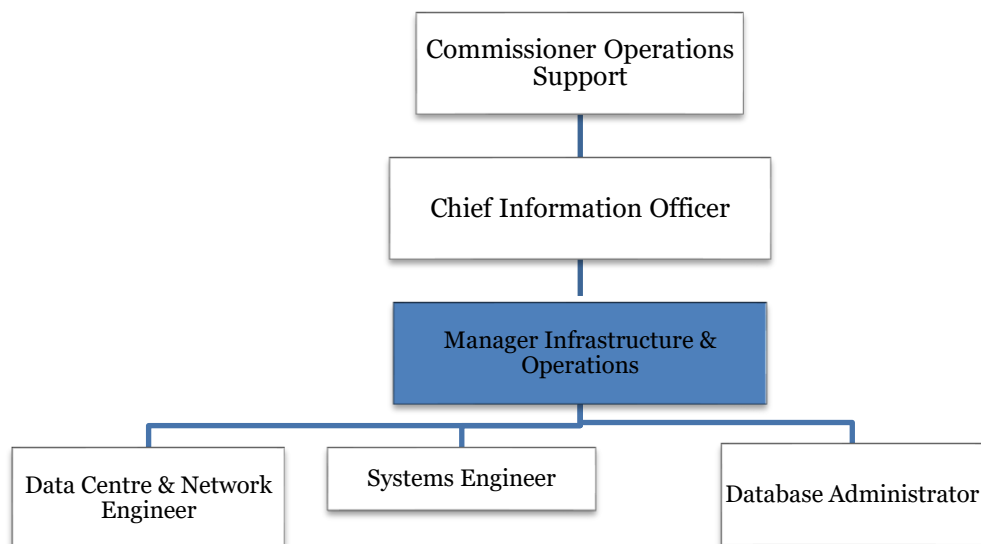 Commissioner Operations
Support
Chief Information Officer
Manager Infrastructure &
Operations
Data Centre & Network
Engineer
Systems Engineer
Database Administrator